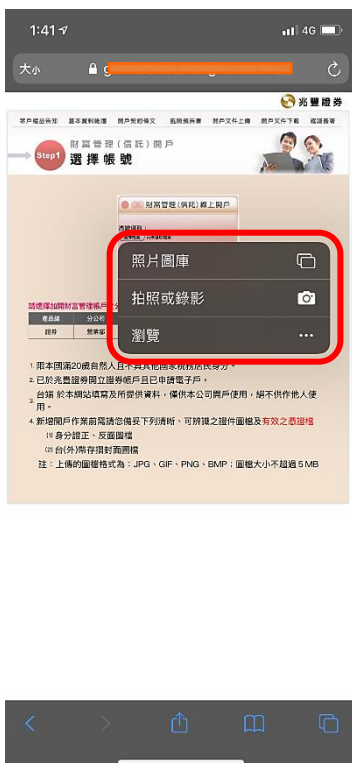 1:41
4G
大小
兆豐證券
客戶權益告知 基本資料維護 開戶契約條文 抵展預所書 開戶文件上傳 開戶文件下載 確認簽署
Step1
財富管理(信託)開戶
選擇帳號
財富管理(信託)線上開戶
照片圖庫
拍照或錄影
瀏覽
請選擇加開財富管理帳戶之分
產品線 分公司
證券 營業部
1. 限本國滿20歲自然人且不具其他國家稅務居民身分。
2. 已於兆豐證券開立證券帳戶且已申請電子戶。
3. 台端 於本網站填寫及所提供資料,僅供本公司開戶使用,絕不供作他人使
用。
4. 新增開戶作業前需請您備妥下列清晰、可辨識之證件圖檔及有效之憑證檔
(1) 身分證正、反面圖檔
(2) 台(外)幣存摺封面圖檔
註:上傳的圖檔格式為:JPG、GIF、PNG、BMP;圖檔大小不超過 5 MB